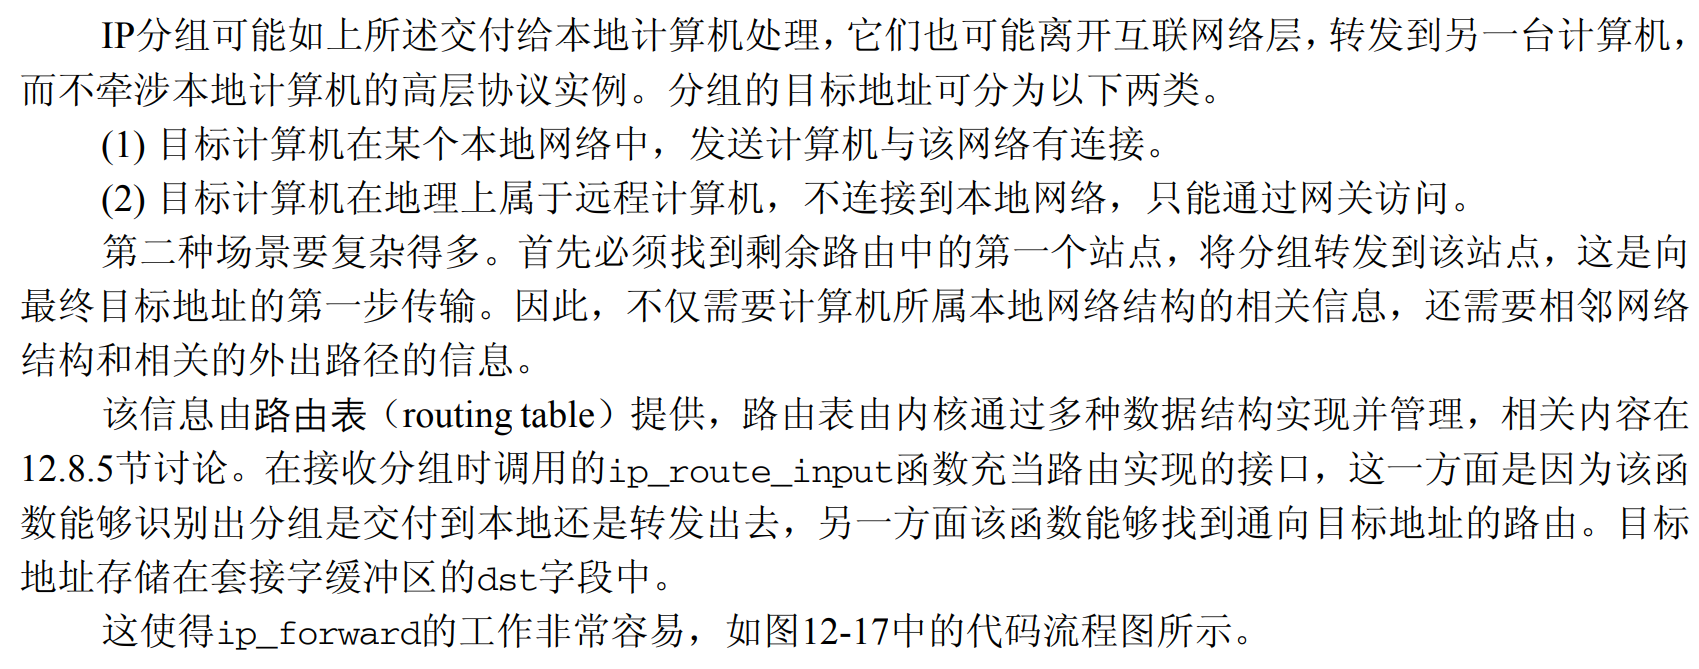 IP分组可能如上所述交付给本地计算机处理，它们也可能离开互联网络层，转发到另一台计算机，
而不牵涉本地计算机的高层协议实例。分组的目标地址可分为以下两类。
(1) 目标计算机在某个本地网络中，发送计算机与该网络有连接。
(2) 目标计算机在地理上属于远程计算机，不连接到本地网络，只能通过网关访问。
第二种场景要复杂得多。首先必须找到剩余路由中的第一个站点，将分组转发到该站点，这是向
最终目标地址的第一步传输。因此，不仅需要计算机所属本地网络结构的相关信息，还需要相邻网络
结构和相关的外出路径的信息。
该信息由路由表（routing table）提供，路由表由内核通过多种数据结构实现并管理，相关内容在
12.8.5节讨论。在接收分组时调用的ip_route_input函数充当路由实现的接口，这一方面是因为该函
数能够识别出分组是交付到本地还是转发出去，另一方面该函数能够找到通向目标地址的路由。目标
地址存储在套接字缓冲区的dst字段中。
这使得ip_forward的工作非常容易，如图12-17中的代码流程图所示。